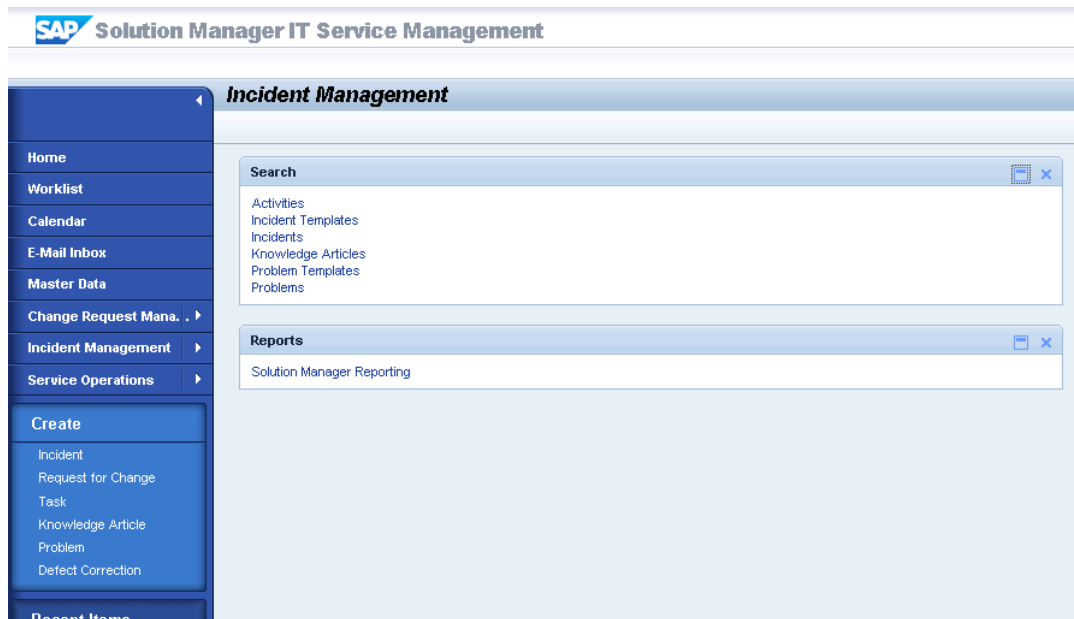 SAP Solution Manager IT Service Management
Incident Management
Home
Worklist
Calendar
E-Mail Inbox
Master Data
Change Request Mana. .
Incident Management
Service Operations
Create
Incident
Request for Change
Task
Knowledge Article
Problem
Defect Correction
Recent Items
Search
Activities
Incident Templates
Incidents
Knowledge Articles
Problem Templates
Problems
Reports
Solution Manager Reporting